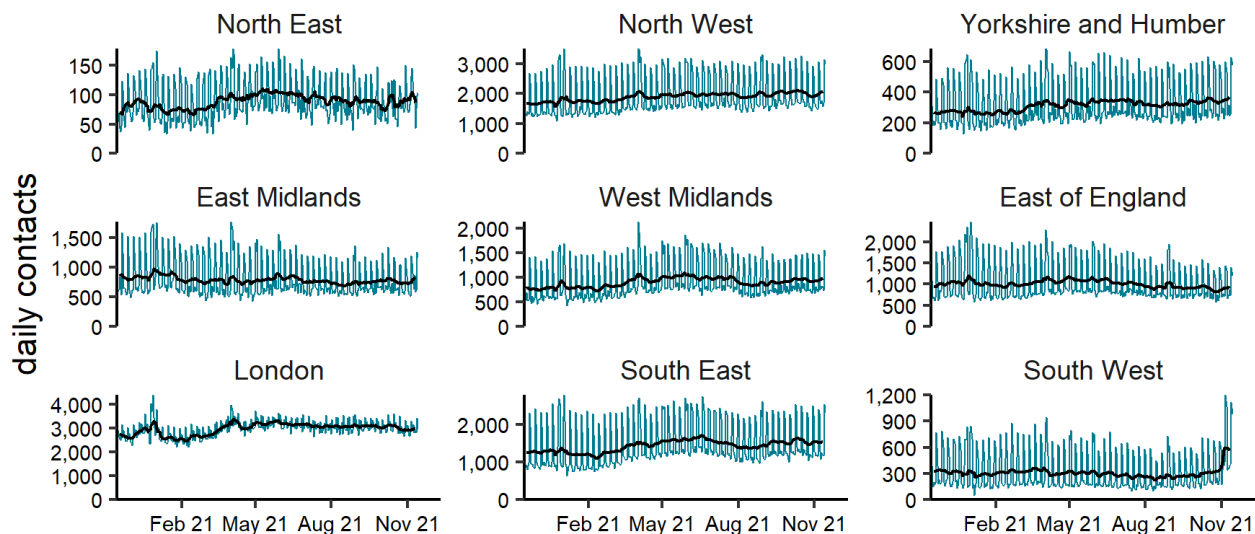 daily contacts
North East
150
100
50
0
North West
3,000
2,000
1,000
0
Yorkshire and Humber
600
400
200
0
East Midlands
1,500
1,000
500
0
West Midlands
2,000
1,500
1,000
500
0
East of England
2,000
1,500
1,000
500
0
London
4,000
3,000
2,000
0
Feb 21 May 21 Aug 21 Nov 21
South East
2,000
1,000
0
Feb 21 May 21 Aug 21 Nov 21
South West
1,200
900
600
300
0
Feb 21 May 21 Aug 21 Nov 21